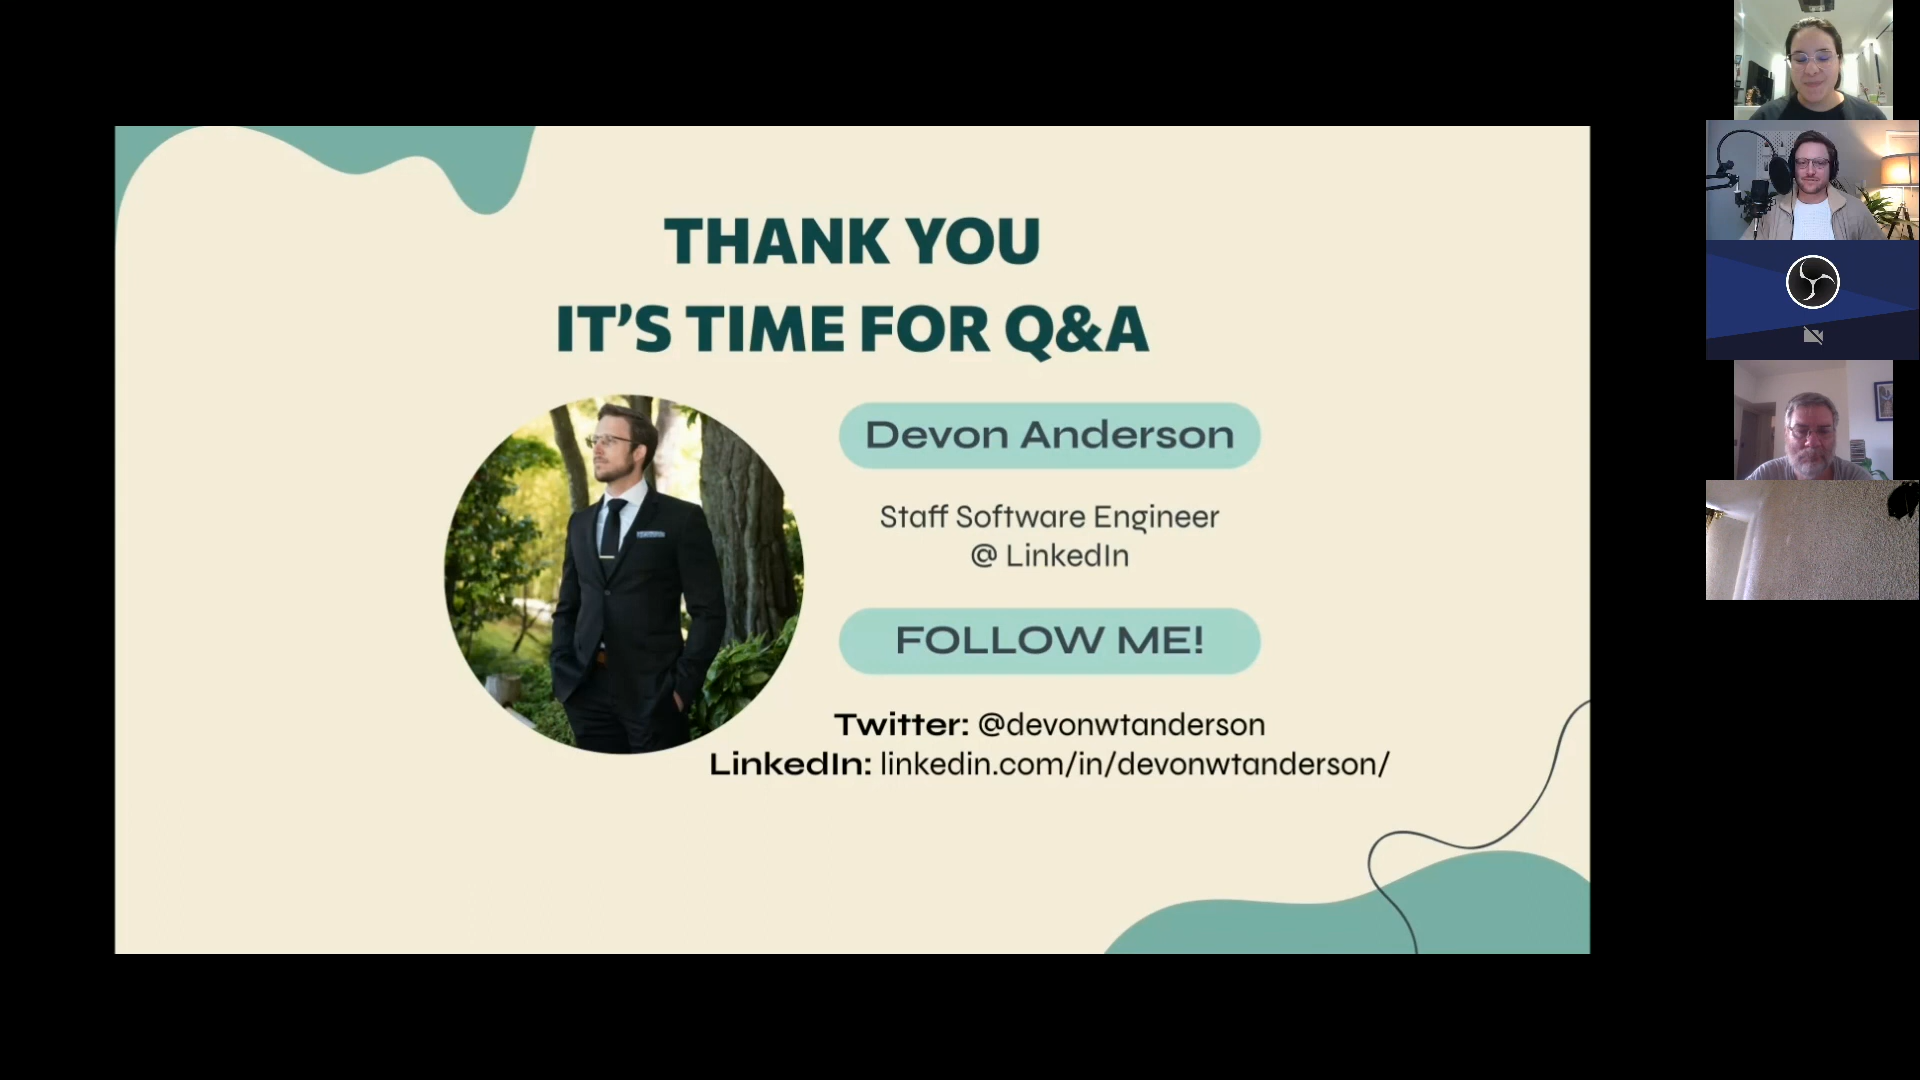 THANK YOU
IT’S TIME FOR Q&A
Devon Anderson
Staff Software Engineer
@ LinkedIn
FOLLOW ME!
Twitter: @devonwtanderson
LinkedIn: linkedin.com/in/devonwtanderson/